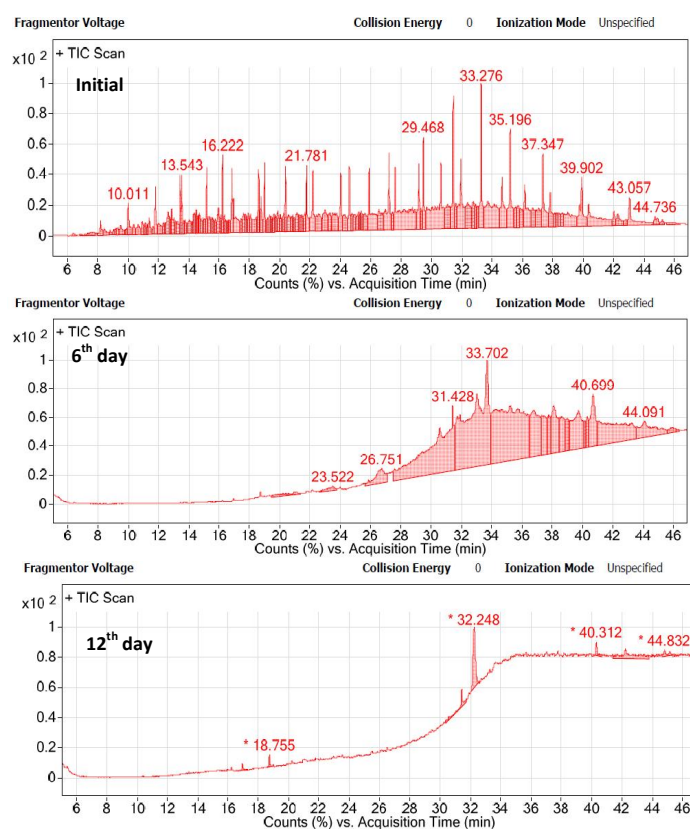 Fragmentor Voltage Collision Energy 0 Ionization Mode Unspecified
x10 2 + TIC Scan
Initial
33.276
1
0.8
35.196
29.468
0.6
16.222
37.347
13.543
21.781
0.4
39.902
10.011
43.057
0.2
44.736
0
6 8 10 12 14 16 18 20 22 24 26 28 30 32 34 36 38 40 42 44 46
Counts (%) vs. Acquisition Time (min)
Fragmentor Voltage Collision Energy 0 Ionization Mode Unspecified
x10 2 + TIC Scan
6th day
33.702
1
0.8
31.428
40.699
0.6
44.091
0.4
26.751
0.2
23.522
0
6 8 10 12 14 16 18 20 22 24 26 28 30 32 34 36 38 40 42 44 46
Counts (%) vs. Acquisition Time (min)
Fragmentor Voltage Collision Energy 0 Ionization Mode Unspecified
x10 2 + TIC Scan
12th day
* 32.248
1
* 40.312
* 44.832
0.8
0.6
0.4
* 18.755
0.2
0
6 8 10 12 14 16 18 20 22 24 26 28 30 32 34 36 38 40 42 44 46
Counts (%) vs. Acquisition Time (min)